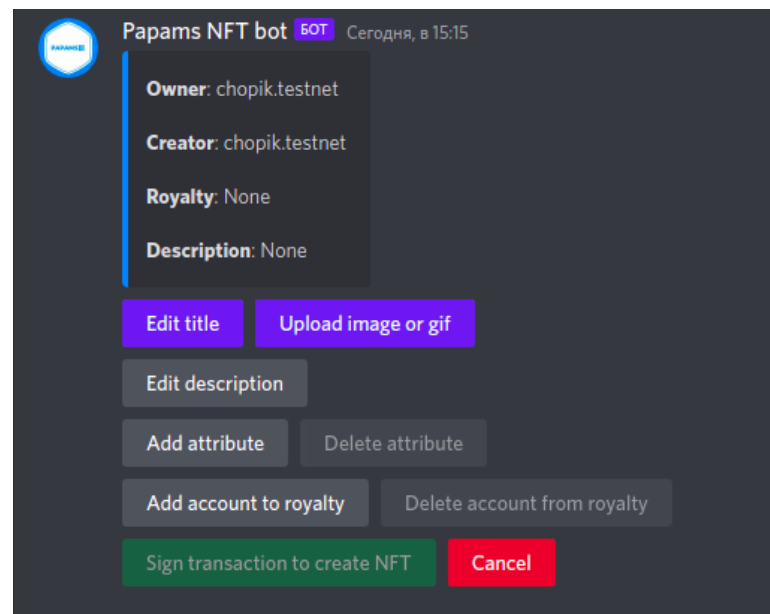 Papams NFT bot БОТ Сегодня, в 15:15
PAPAMS
Owner: chopik.testnet
Creator: chopik.testnet
Royalty: None
Description: None
Edit title Upload image or gif
Edit description
Add attribute Delete attribute
Add account to royalty Delete account from royalty
Sign transaction to create NFT Cancel